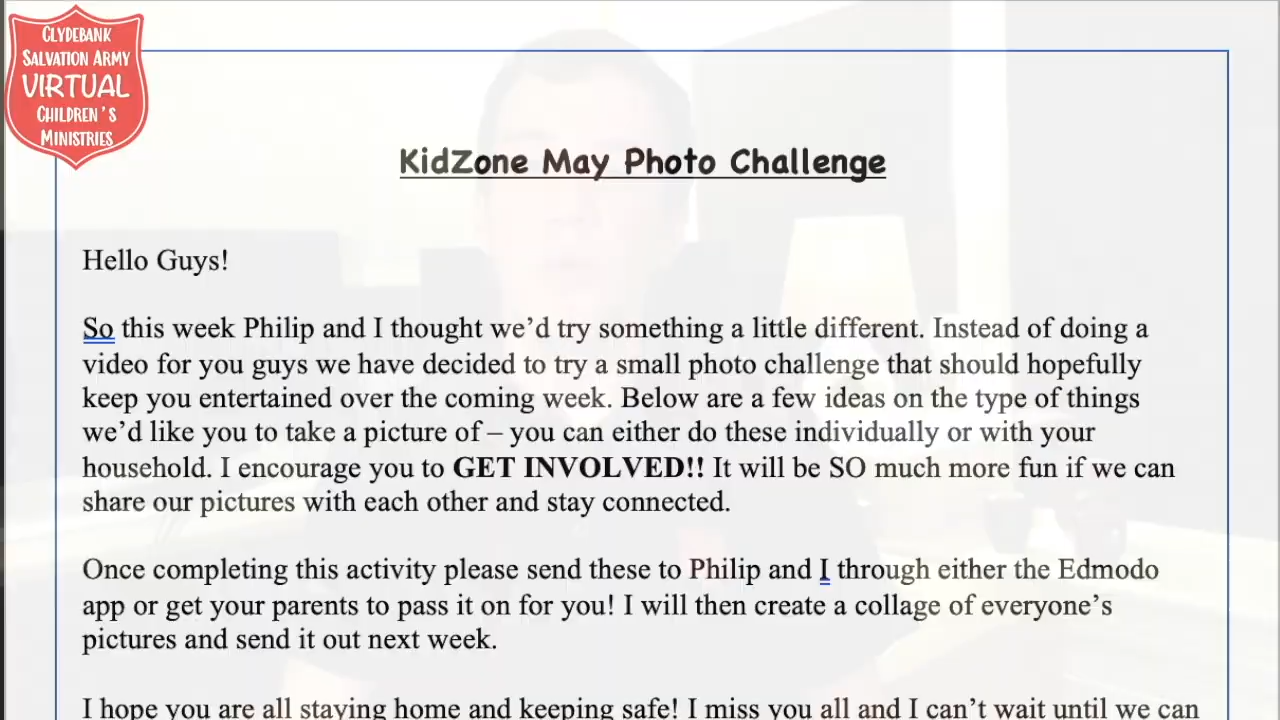 CLYDEBANK
SALVATION ARMY
VIRTUAL
CHILDREN'S
MINISTRIES
KidZone May Photo Challenge
Hello Guys!
So this week Philip and I thought we’d try something a little different. Instead of doing a
video for you guys we have decided to try a small photo challenge that should hopefully
keep you entertained over the coming week. Below are a few ideas on the type of things
we’d like you to take a picture of – you can either do these individually or with your
household. I encourage you to GET INVOLVED!! It will be SO much more fun if we can
share our pictures with each other and stay connected.
Once completing this activity please send these to Philip and I through either the Edmodo
app or get your parents to pass it on for you! I will then create a collage of everyone’s
pictures and send it out next week.
I hope you are all staying home and keeping safe! I miss you all and I can’t wait until we can